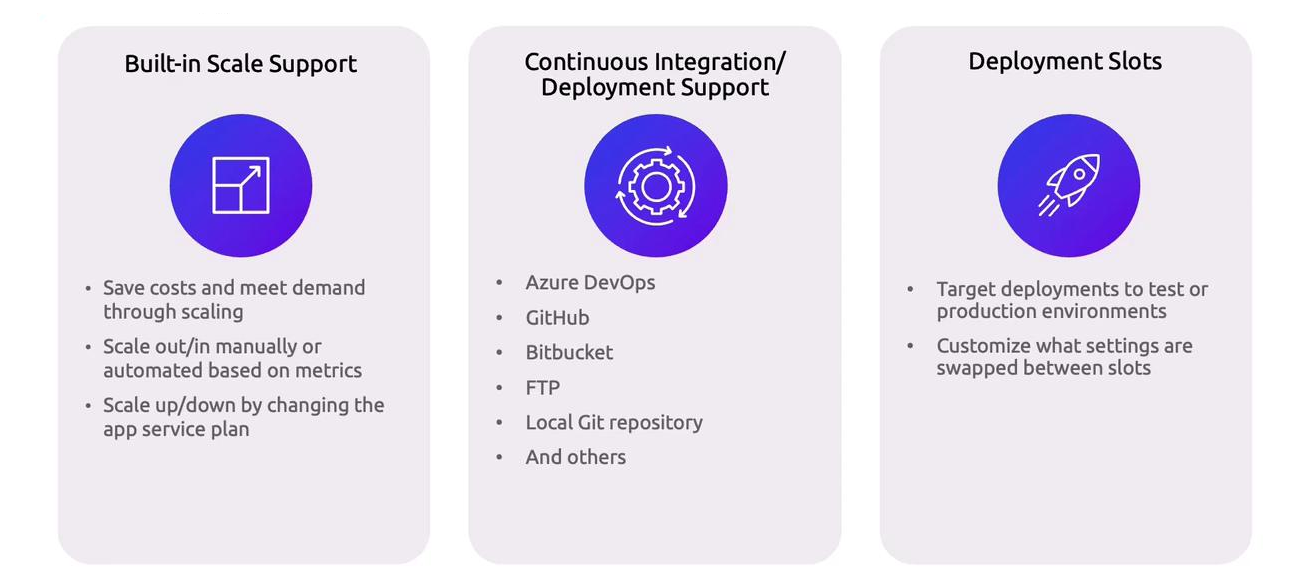 Built-in Scale Support
• Save costs and meet demand
through scaling
• Scale out/in manually or
automated based on metrics
• Scale up/down by changing the
app service plan
Continuous Integration/
Deployment Support
• Azure DevOps
• GitHub
• Bitbucket
• FTP
• Local Git repository
• And others
Deployment Slots
• Target deployments to test or
production environments
• Customize what settings are
swapped between slots